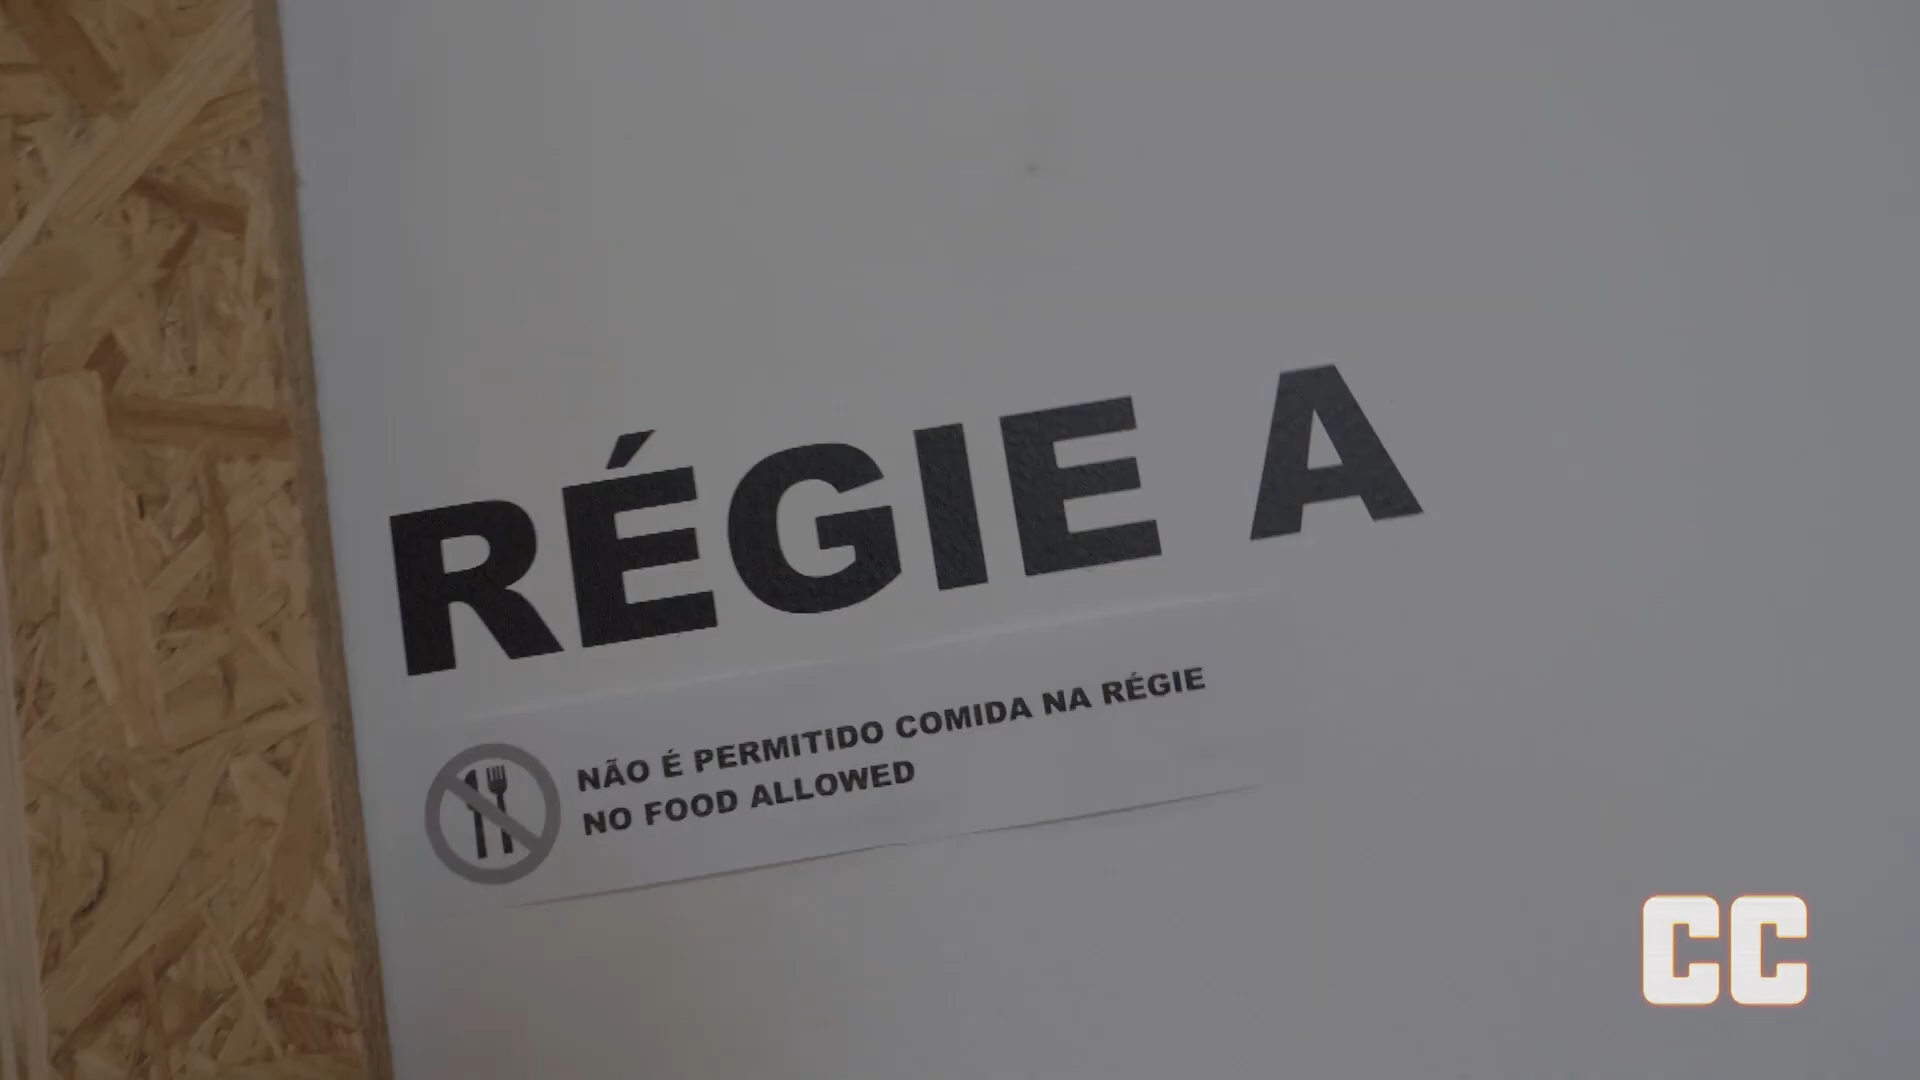 RÉGIE A
NÃO É PERMITIDO COMIDA NA RÉGIE
NO FOOD ALLOWED
CC